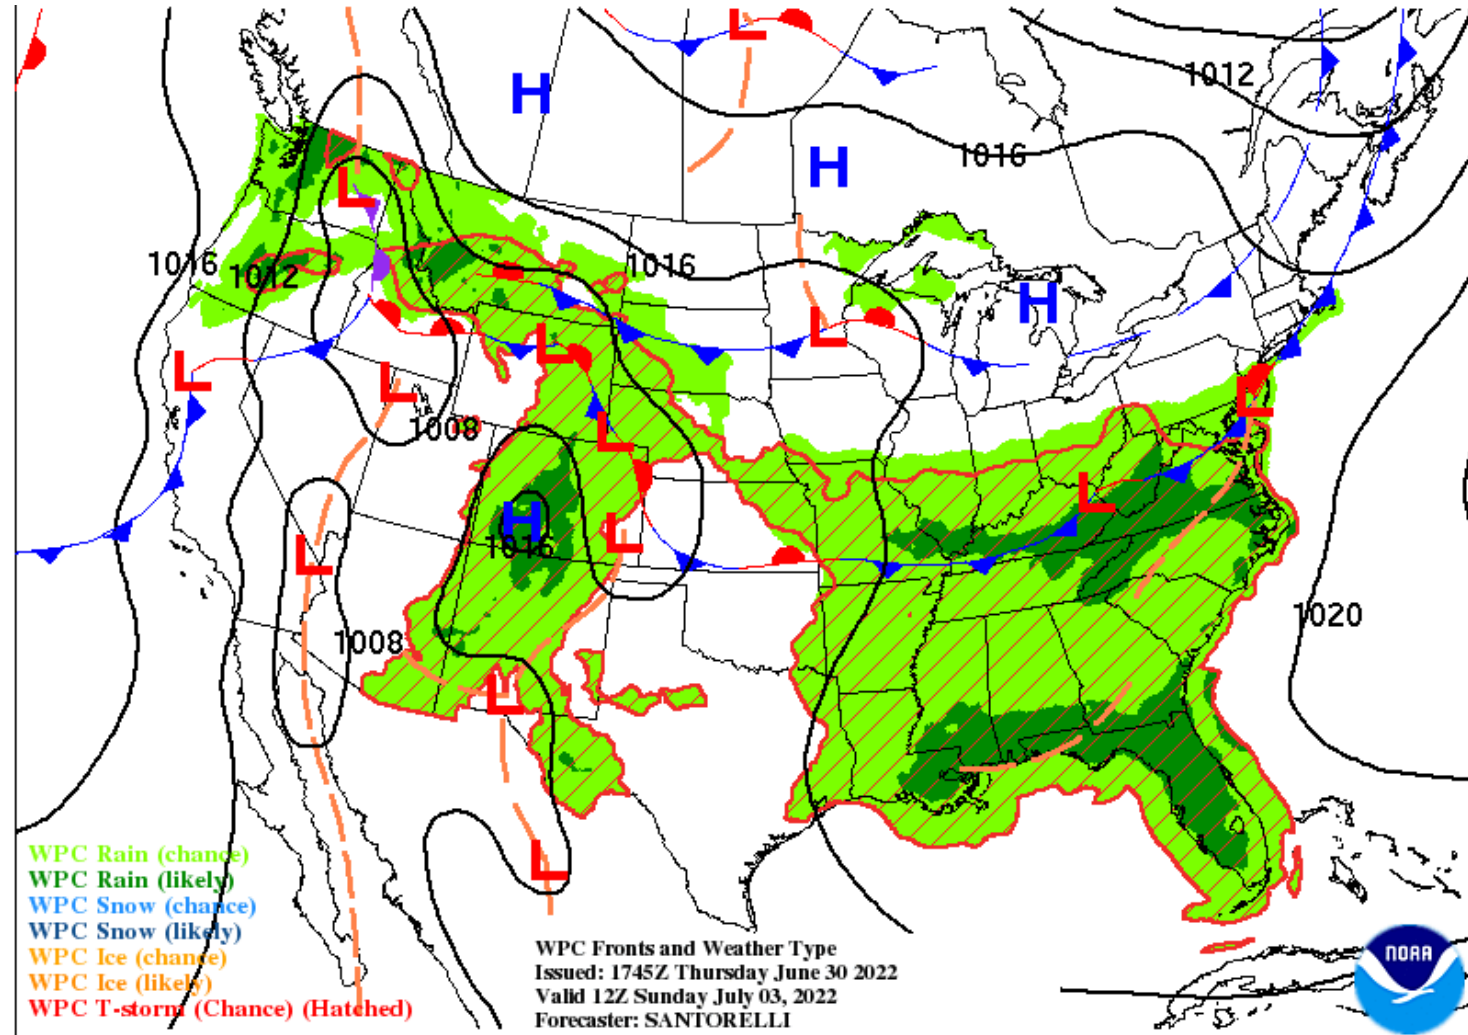 L
H
1012
H
1016
L
1016
1012
1016
H
L
L
L
L
1008
L
L
H
1016
L
L
L
1020
1008
L
L
WPC Rain (chance)
WPC Rain (likely)
WPC Snow (chance)
WPC Snow (likely)
WPC Ice (chance)
WPC Ice (likely)
WPC T-storm (Chance) (Hatched)
WPC Fronts and Weather Type
Issued: 1745Z Thursday June 30 2022
Valid 12Z Sunday July 03, 2022
Forecaster: SANTORELLI
NOAA